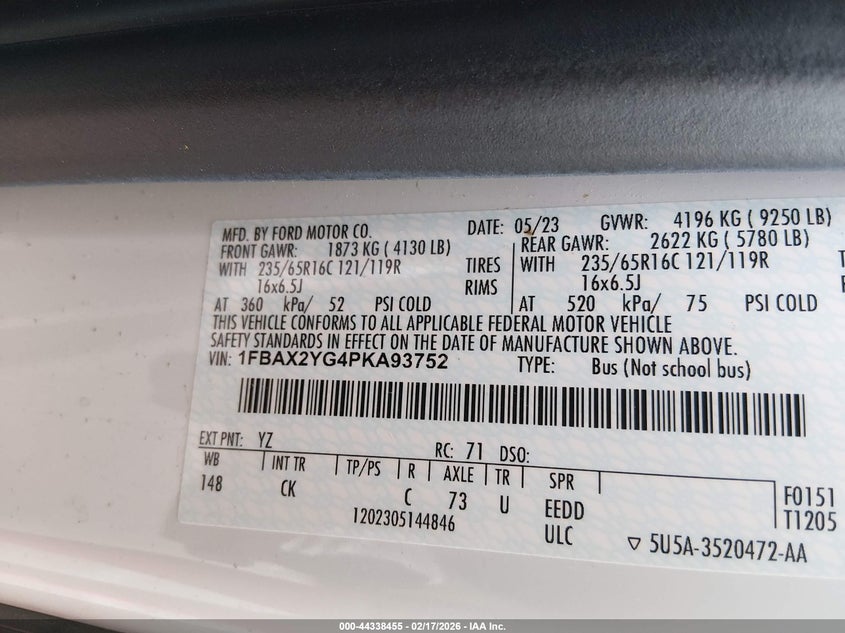 MFD. BY FORD MOTOR CO. DATE: 05/23 GVWR: 4196 KG ( 9250 LB)
FRONT GAWR: 1873 KG ( 4130 LB) REAR GAWR: 2622 KG ( 5780 LB)
WITH 235/65R16C 121/119R TIRES WITH 235/65R16C 121/119R
16x6.5J RIMS 16x6.5J
AT 360 kPa/ 52 PSI COLD AT 520 kPa/ 75 PSI COLD
THIS VEHICLE CONFORMS TO ALL APPLICABLE FEDERAL MOTOR VEHICLE
SAFETY STANDARDS IN EFFECT ON THE DATE OF MANUFACTURE SHOWN ABOVE.
VIN: 1FBAX2YG4PKA93752 TYPE: Bus (Not school bus)
EXT PNT: YZ RC: 71 DSO:
WB INT TR TP/PS R AXLE TR SPR
148 CK C 73 U EEDD F0151
1202305144846 ULC T1205
5U5A-3520472-AA
000-44338455 - 02/17/2026 - IAA Inc.